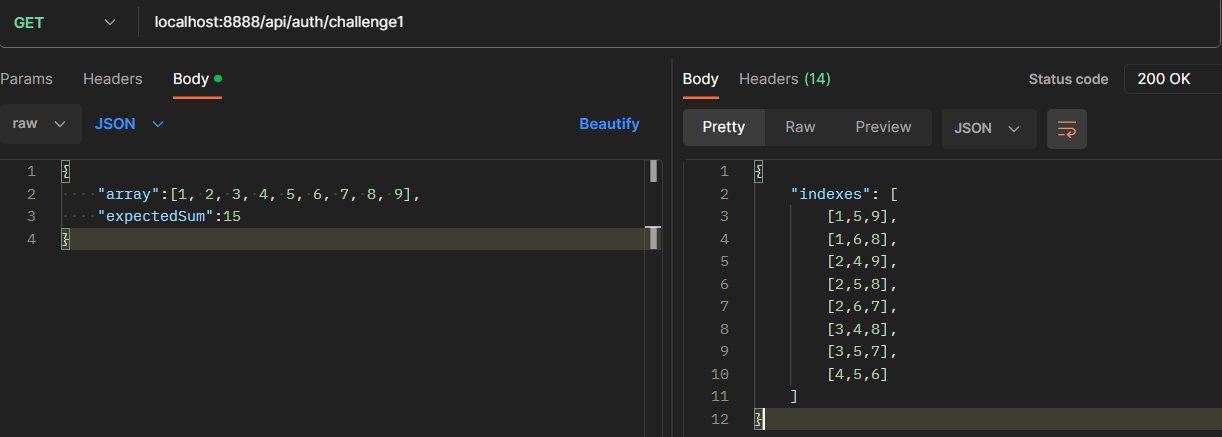 GET localhost:8888/api/auth/challenge1
Params Headers Body
raw JSON Beautify
1 {
2 "array":[1, 2, 3, 4, 5, 6, 7, 8, 9],
3 "expectedSum":15
4 }
Body Headers (14) Status code 200 OK
Pretty Raw Preview JSON
1 {
2 "indexes": [
3 [1,5,9],
4 [1,6,8],
5 [2,4,9],
6 [2,5,8],
7 [2,6,7],
8 [3,4,8],
9 [3,5,7],
10 [4,5,6]
11 ]
12 }